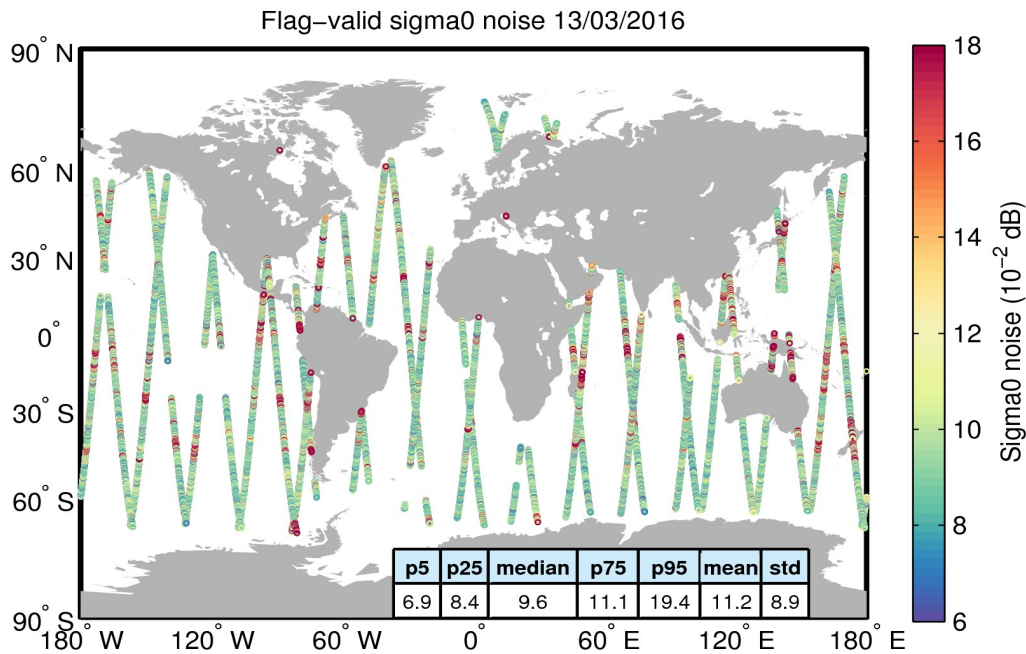 Flag−valid sigma0 noise 13/03/2016
90° N
60° N
30° N
0°
30° S
60° S
90° S
180° W
120° W
60° W
0°
60° E
120° E
180° E
p5 p25 median p75 p95 mean std
6.9 8.4 9.6 11.1 19.4 11.2 8.9
18
16
14
12
10
8
6
Sigma0 noise (10⁻² dB)